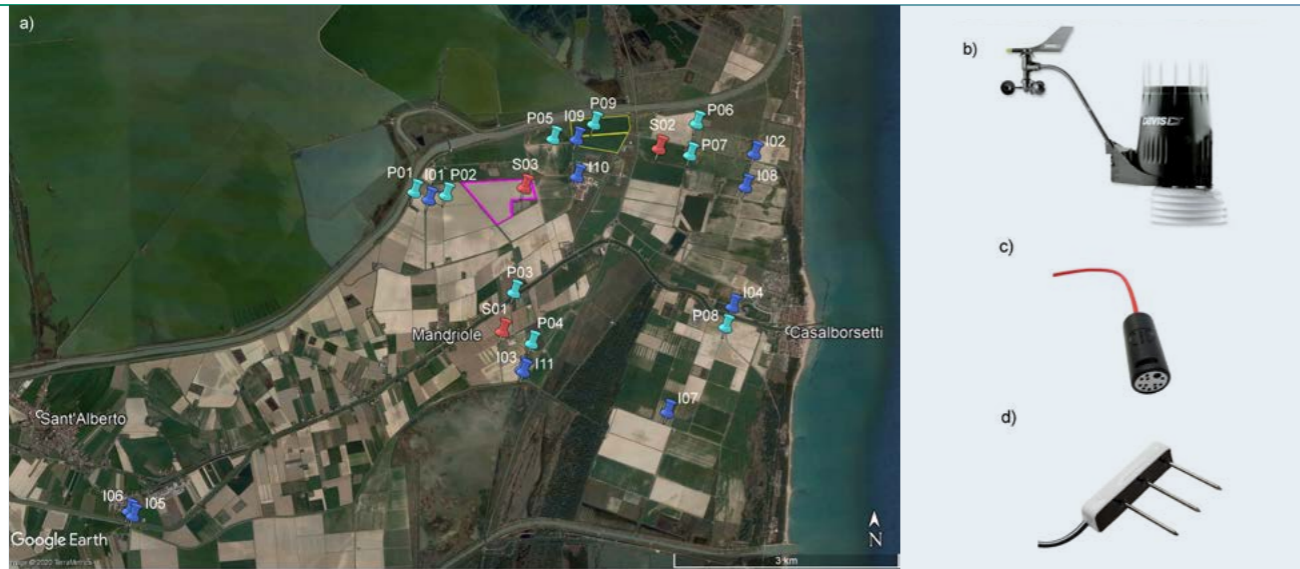 a)
P09
P06
P05
I09
S02
P07
I02
S03
I10
I08
P01
I01
P02
P03
S01
Mandriole
P04
I04
P08
Casalborsetti
I03
I11
I07
Sant'Alberto
I06
I05
Google Earth
N
3 km
b)
DAVIS
c)
d)